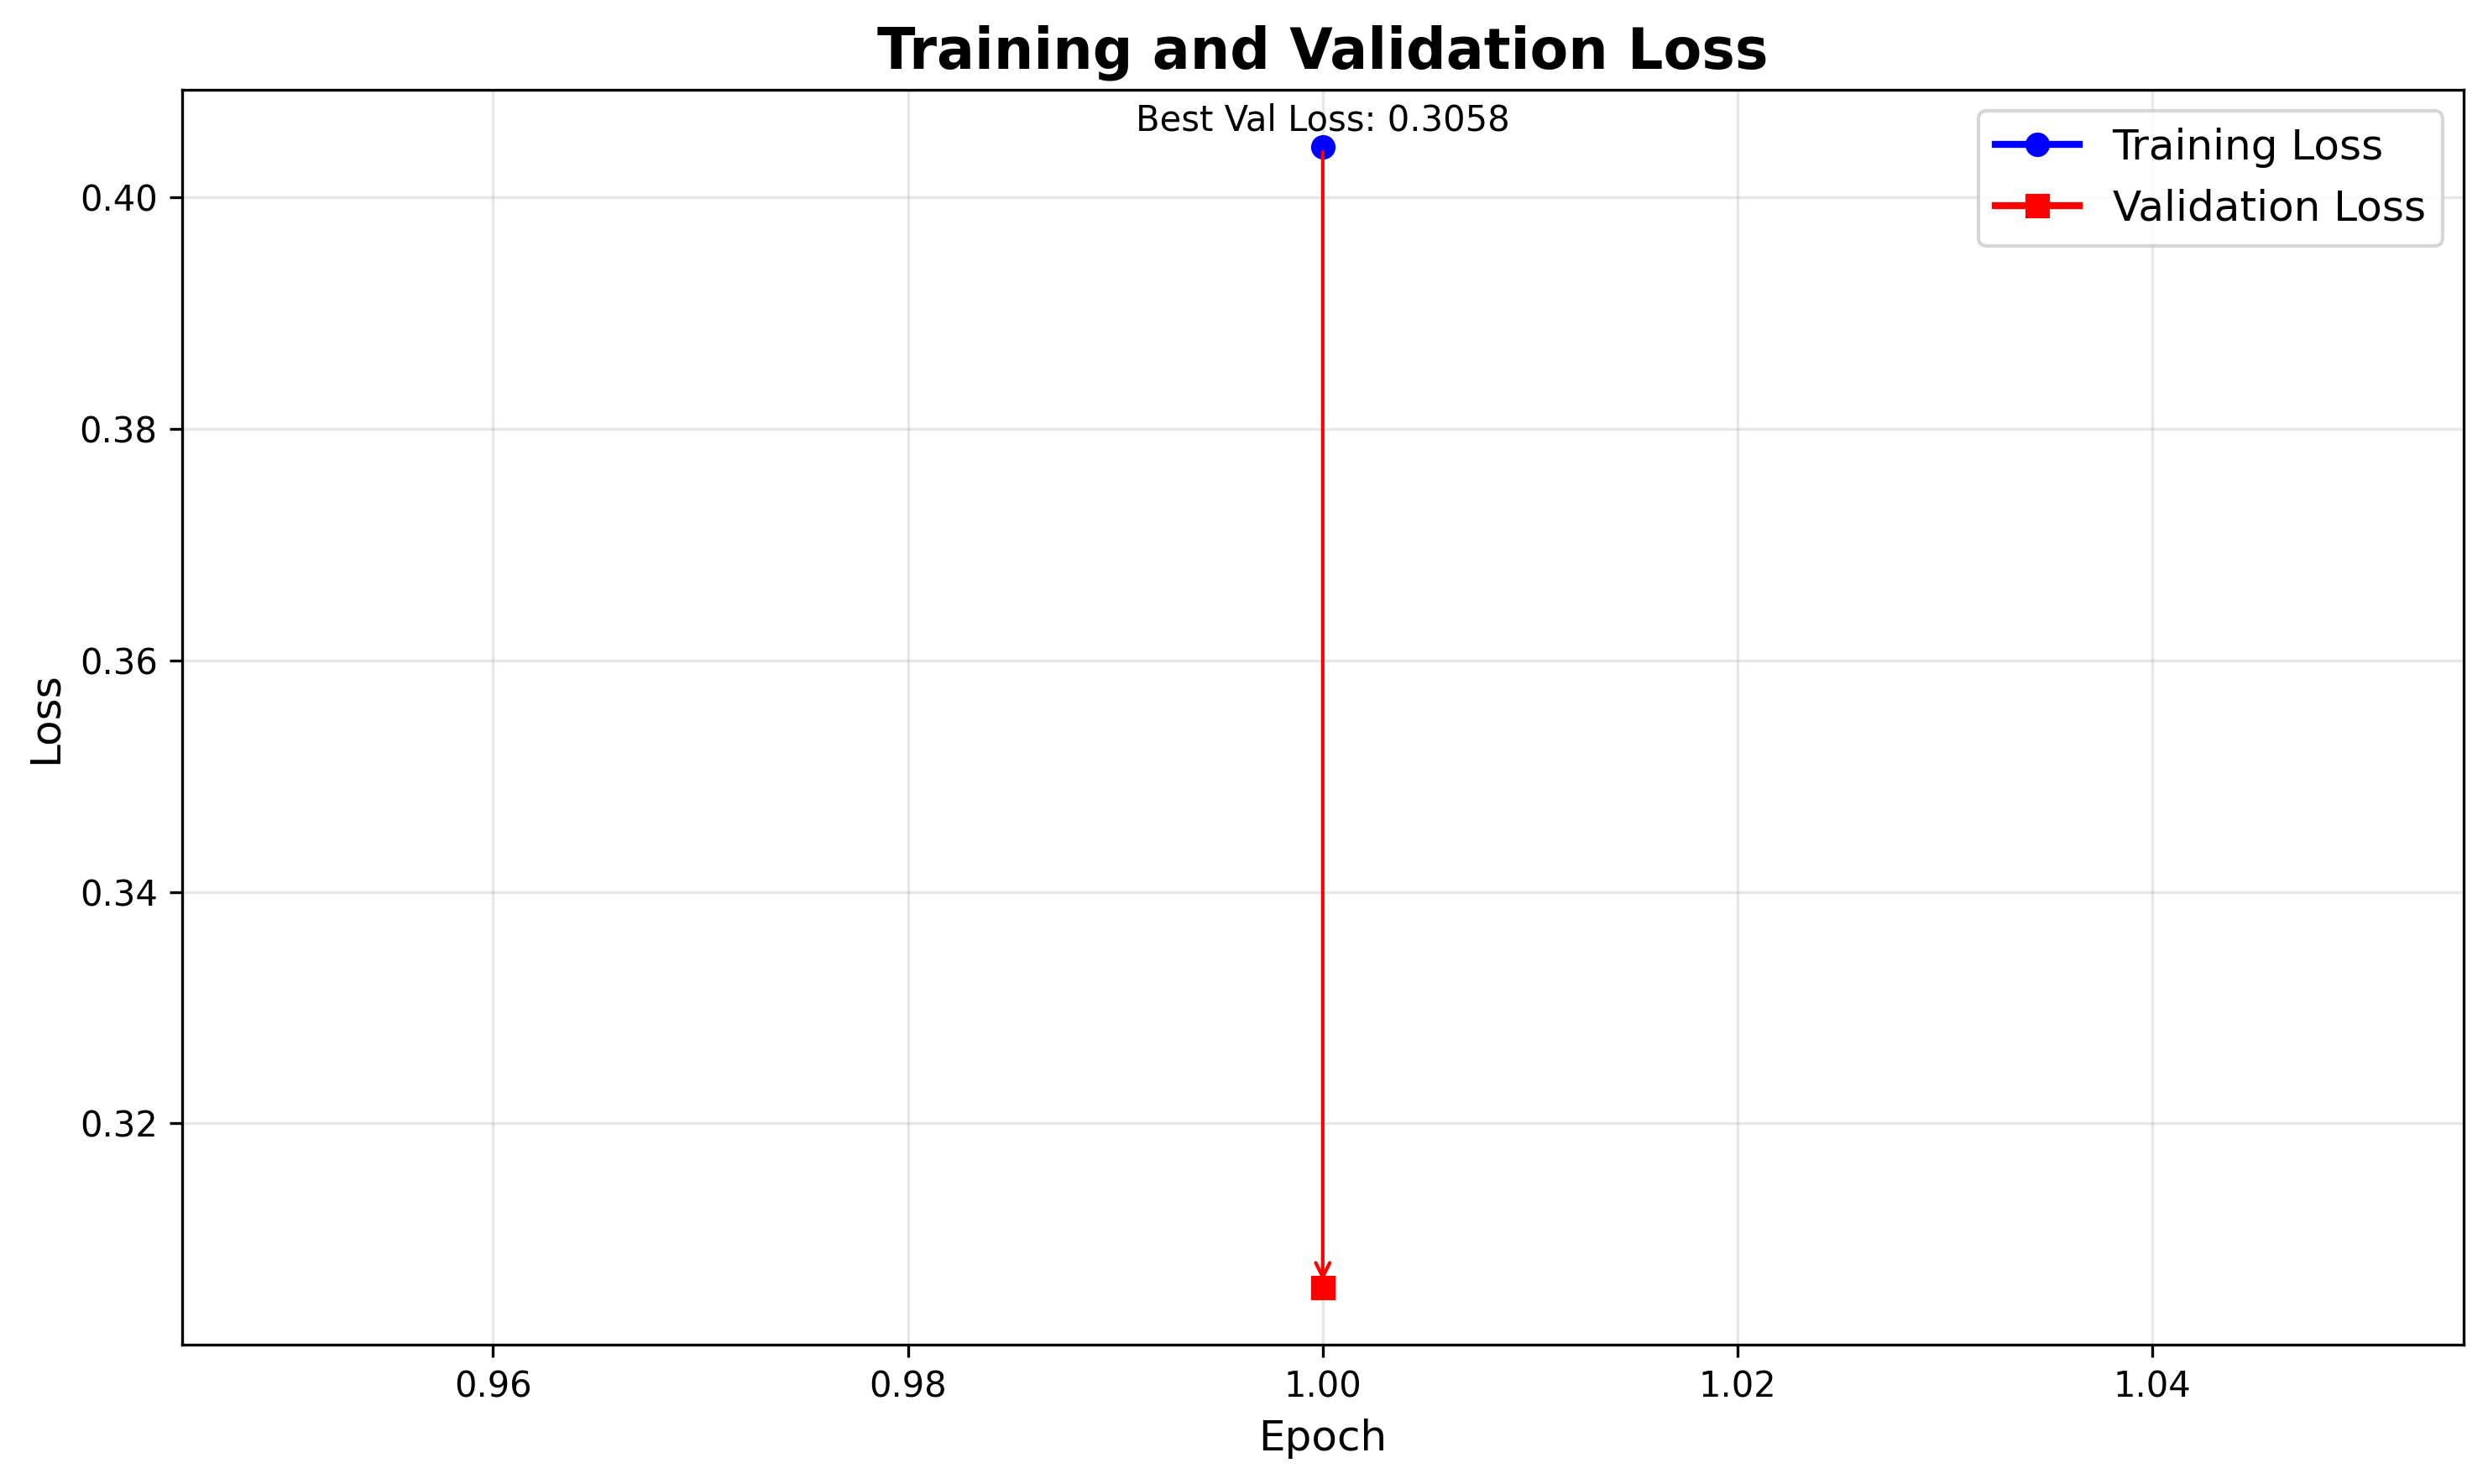 Training and Validation Loss
Best Val Loss: 0.3058
Training Loss
Validation Loss
0.40
0.38
0.36
0.34
0.32
Loss
0.96
0.98
1.00
1.02
1.04
Epoch